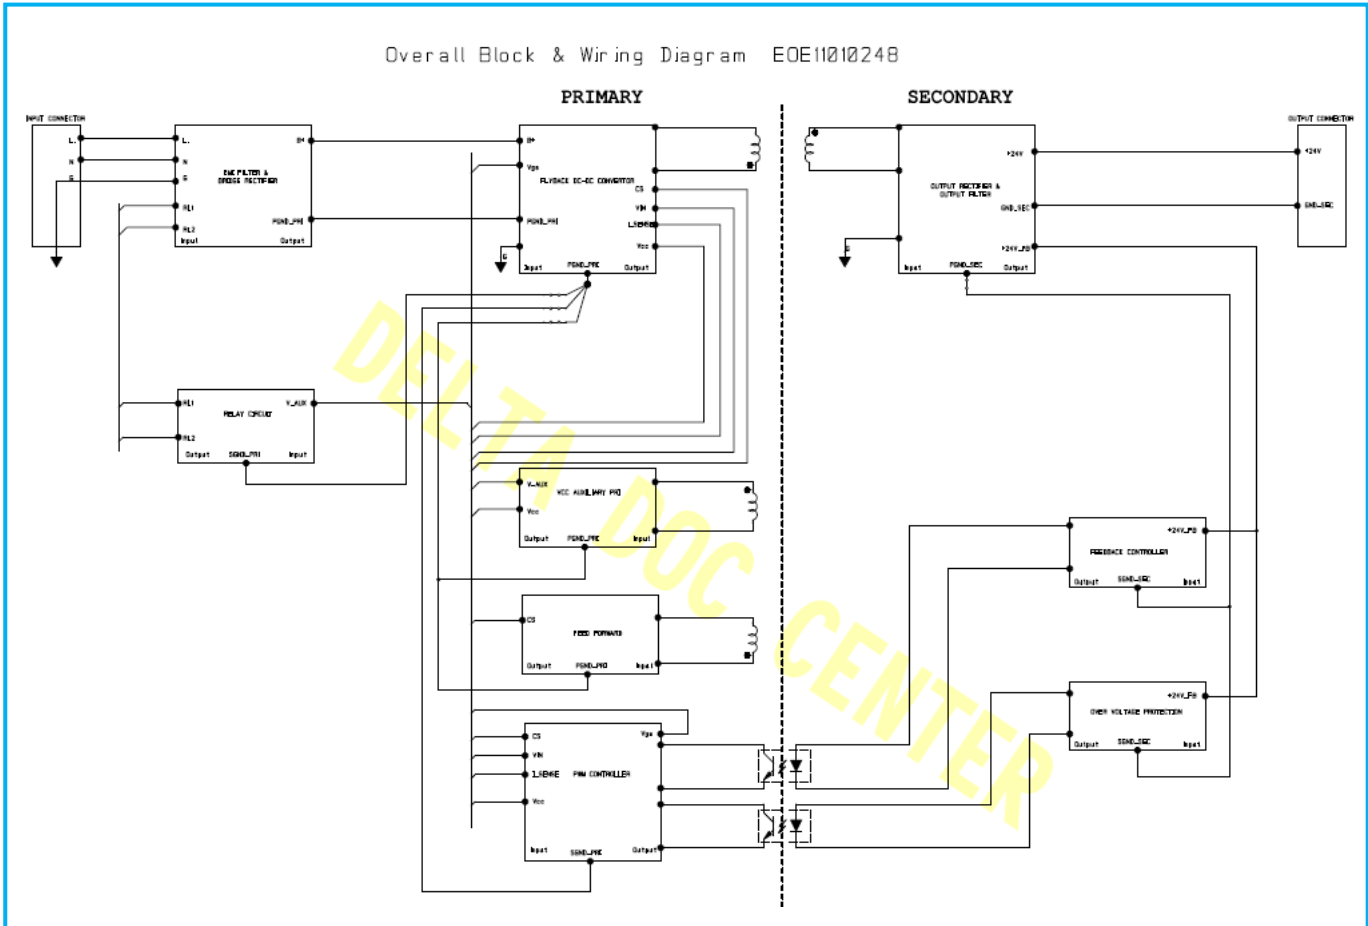 Overall Block & Wiring Diagram EOE11010248
PRIMARY
SECONDARY
INPUT CONNECTOR
L.
N
G
L.
N
G
RL1
RL2
B+
PGND_PRI
EMC FILTER &
BRIDGE RECTIFIER
Input
Output
B+
Vgs
PGND_PRI
G
FLYBACK DC-DC CONVERTOR
CS
VIN
I_SENSE
Vcc
Input
PGND_PRI
Output
OUTPUT RECTIFIER &
OUTPUT FILTER
+24V
GND_SEC
+24V_FB
G
Input
PGND_SEC
Output
OUTPUT CONNECTOR
+24V
GND_SEC
RL1
RL2
RELAY CIRCUIT
V_AUX
Output
SGND_PRI
Input
V_AUX
Vcc
VCC AUXILIARY PRI
Output
PGND_PRI
Input
CS
FEED FORWARD
Output
PGND_PRI
Input
CS
VIN
I_SENSE
Vcc
PWM CONTROLLER
Vgs
Input
SGND_PRI
Output
+24V_FB
FEEDBACK CONTROLLER
Output
SGND_SEC
Input
+24V_FB
OVER VOLTAGE PROTECTION
Output
SGND_SEC
Input
DELTA DOC CENTER